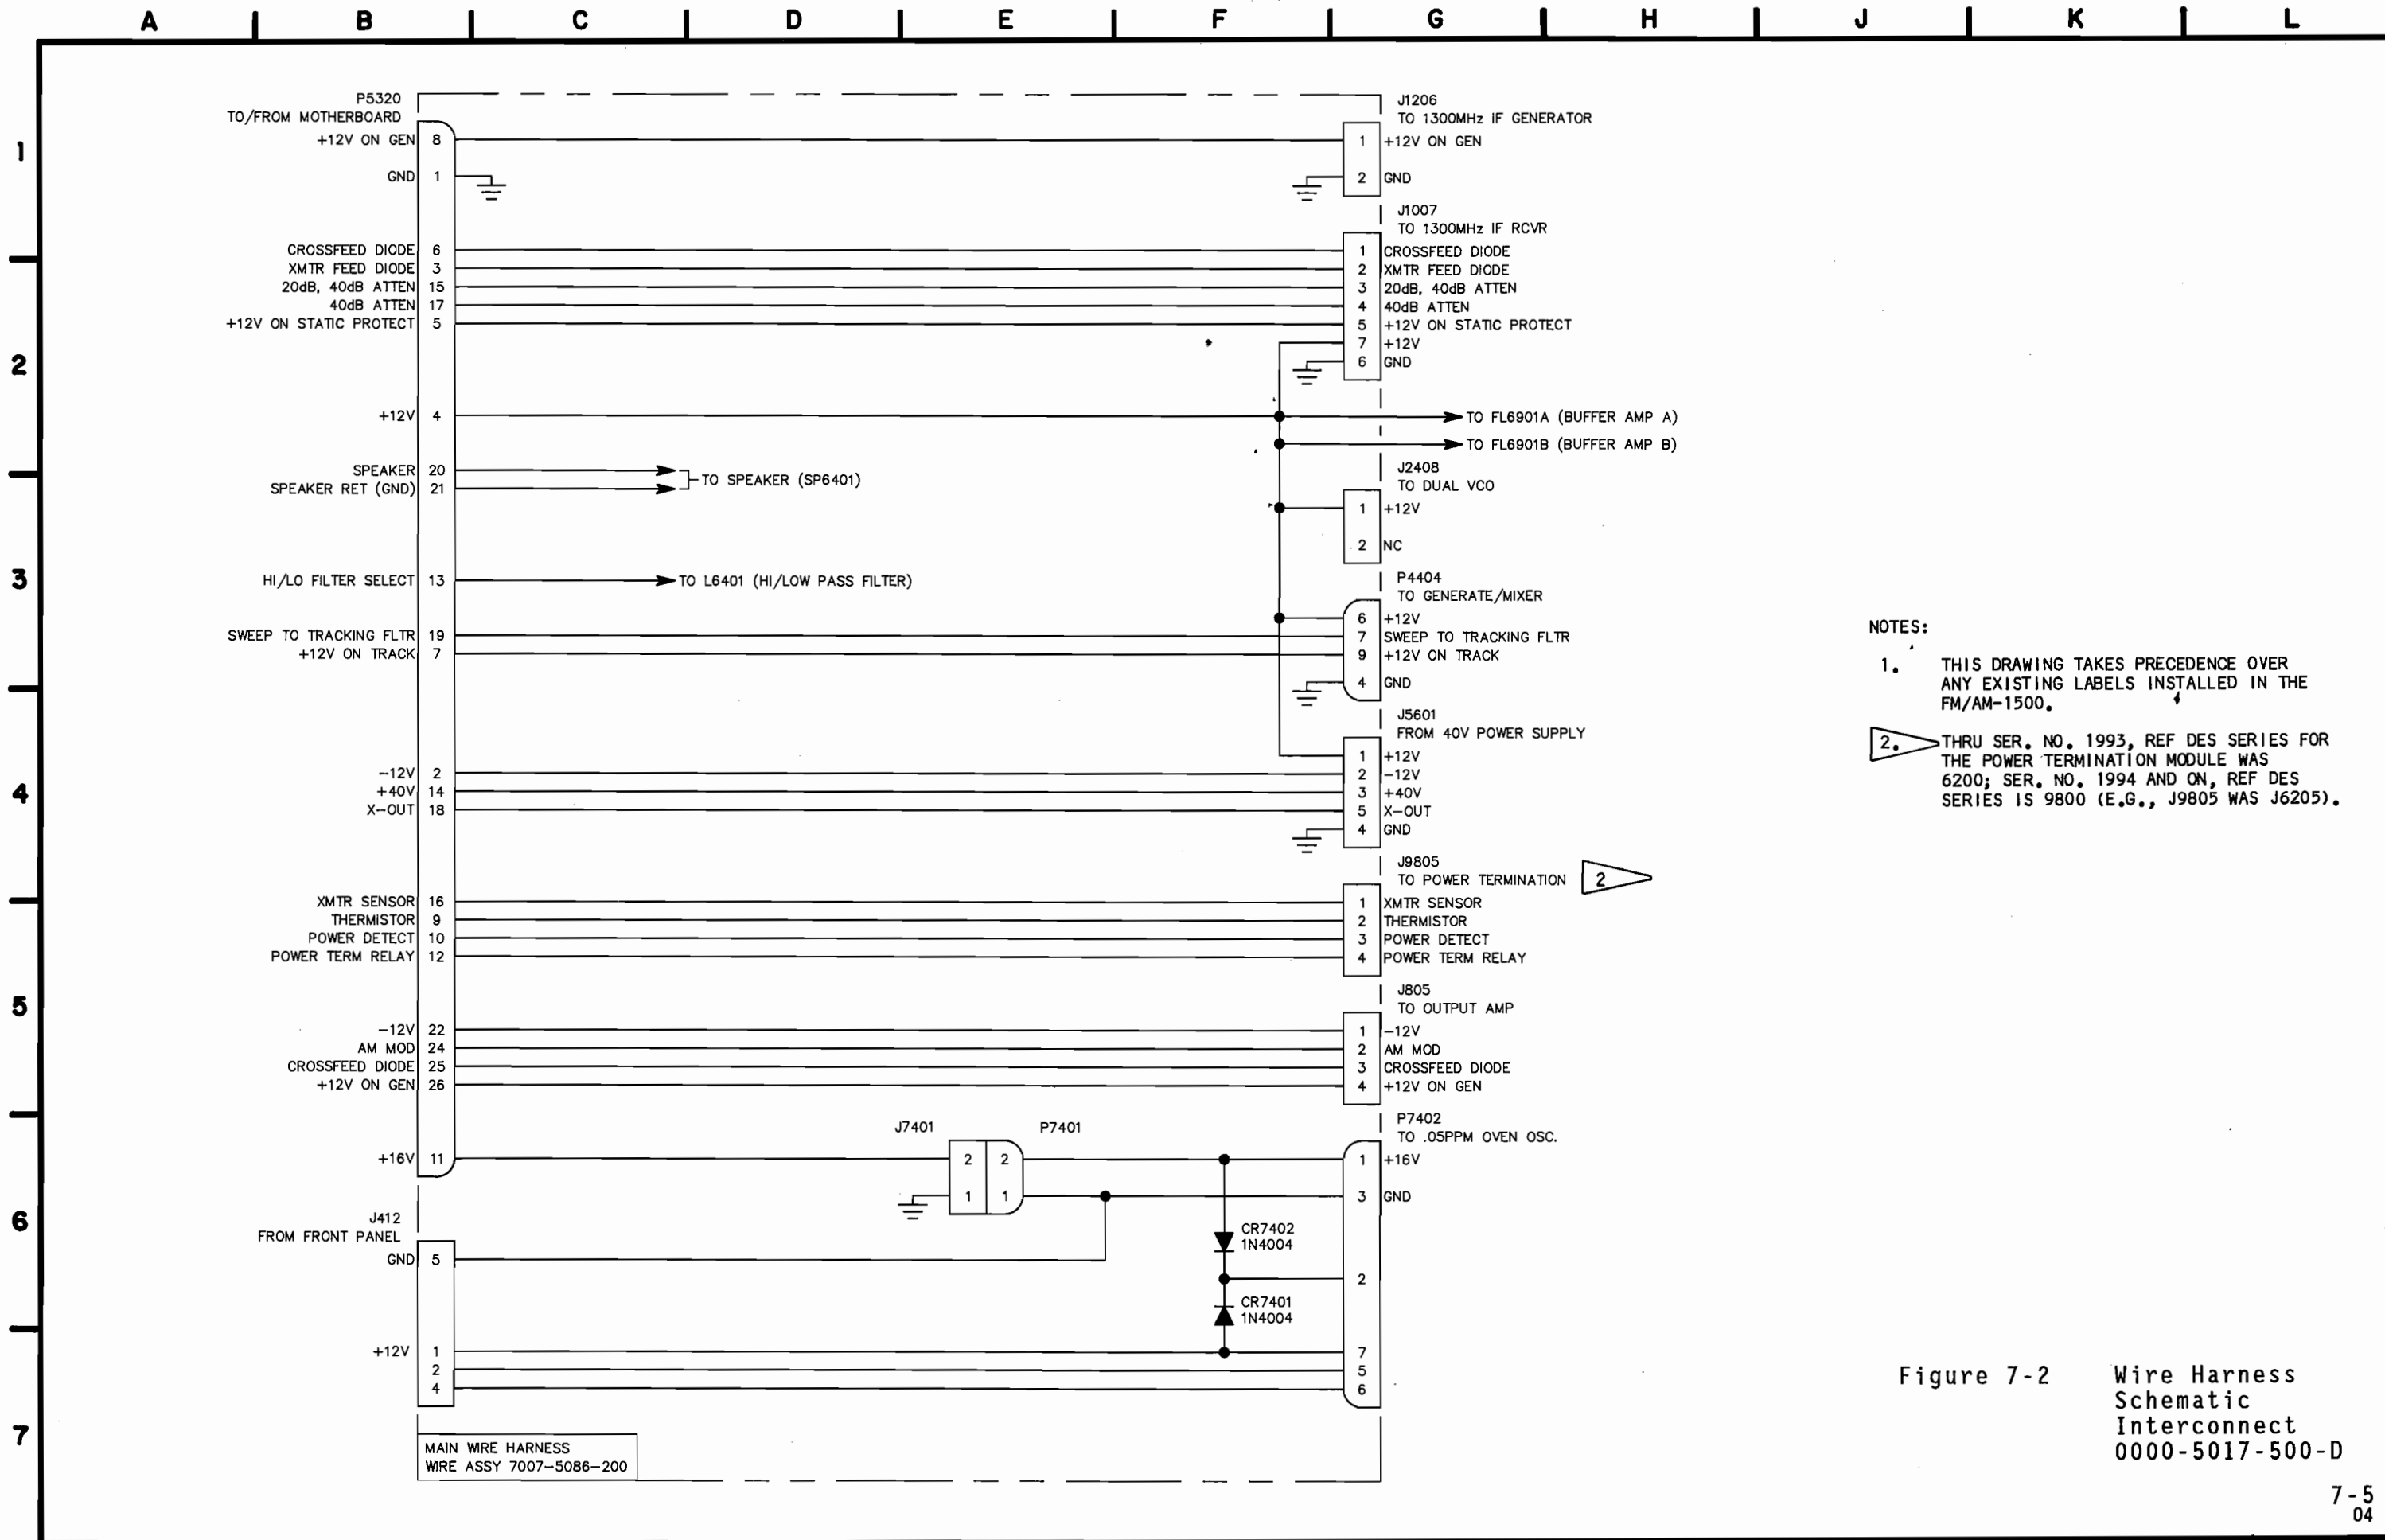 A B C D E F G H J K L
1
2
3
4
5
6
7
P5320
TO/FROM MOTHERBOARD
+12V ON GEN 8
GND 1
CROSSFEED DIODE 6
XMTR FEED DIODE 3
20dB, 40dB ATTEN 15
40dB ATTEN 17
+12V ON STATIC PROTECT 5
+12V 4
SPEAKER 20
SPEAKER RET (GND) 21
TO SPEAKER (SP6401)
HI/LO FILTER SELECT 13
TO L6401 (HI/LOW PASS FILTER)
SWEEP TO TRACKING FLTR 19
+12V ON TRACK 7
-12V 2
+40V 14
X-OUT 18
XMTR SENSOR 16
THERMISTOR 9
POWER DETECT 10
POWER TERM RELAY 12
-12V 22
AM MOD 24
CROSSFEED DIODE 25
+12V ON GEN 26
+16V 11
J412
FROM FRONT PANEL
GND 5
+12V 1
2
4
MAIN WIRE HARNESS
WIRE ASSY 7007-5086-200
J7401 P7401
2 2
1 1
CR7402
1N4004
CR7401
1N4004
J1206
TO 1300MHz IF GENERATOR
1 +12V ON GEN
2 GND
J1007
TO 1300MHz IF RCVR
1 CROSSFEED DIODE
2 XMTR FEED DIODE
3 20dB, 40dB ATTEN
4 40dB ATTEN
5 +12V ON STATIC PROTECT
7 +12V
6 GND
TO FL6901A (BUFFER AMP A)
TO FL6901B (BUFFER AMP B)
J2408
TO DUAL VCO
1 +12V
2 NC
P4404
TO GENERATE/MIXER
6 +12V
7 SWEEP TO TRACKING FLTR
9 +12V ON TRACK
4 GND
J5601
FROM 40V POWER SUPPLY
1 +12V
2 -12V
3 +40V
5 X-OUT
4 GND
J9805
TO POWER TERMINATION 2
1 XMTR SENSOR
2 THERMISTOR
3 POWER DETECT
4 POWER TERM RELAY
J805
TO OUTPUT AMP
1 -12V
2 AM MOD
3 CROSSFEED DIODE
4 +12V ON GEN
P7402
TO .05PPM OVEN OSC.
1 +16V
3 GND
2
7
5
6
NOTES:
1. THIS DRAWING TAKES PRECEDENCE OVER
ANY EXISTING LABELS INSTALLED IN THE
FM/AM-1500.
2. THRU SER. NO. 1993, REF DES SERIES FOR
THE POWER TERMINATION MODULE WAS
6200; SER. NO. 1994 AND ON, REF DES
SERIES IS 9800 (E.G., J9805 WAS J6205).
Figure 7-2 Wire Harness
Schematic
Interconnect
0000-5017-500-D
7-5
04